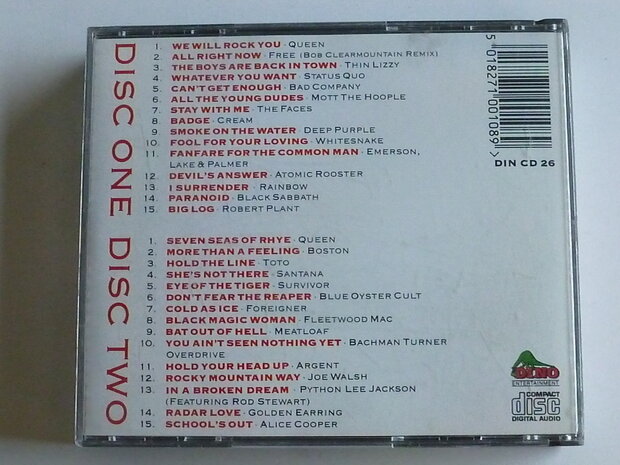 DISC ONE
1. WE WILL ROCK YOU · QUEEN
2. ALL RIGHT NOW · FREE (BOB CLEARMOUNTAIN REMIX)
3. THE BOYS ARE BACK IN TOWN · THIN LIZZY
4. WHATEVER YOU WANT · STATUS QUO
5. CAN'T GET ENOUGH · BAD COMPANY
6. ALL THE YOUNG DUDES · MOTT THE HOOPLE
7. STAY WITH ME · THE FACES
8. BADGE · CREAM
9. SMOKE ON THE WATER · DEEP PURPLE
10. FOOL FOR YOUR LOVING · WHITESNAKE
11. FANFARE FOR THE COMMON MAN · EMERSON,
LAKE & PALMER
12. DEVIL'S ANSWER · ATOMIC ROOSTER
13. I SURRENDER · RAINBOW
14. PARANOID · BLACK SABBATH
15. BIG LOG · ROBERT PLANT
DISC TWO
1. SEVEN SEAS OF RHYE · QUEEN
2. MORE THAN A FEELING · BOSTON
3. HOLD THE LINE · TOTO
4. SHE'S NOT THERE · SANTANA
5. EYE OF THE TIGER · SURVIVOR
6. DON'T FEAR THE REAPER · BLUE OYSTER CULT
7. COLD AS ICE · FOREIGNER
8. BLACK MAGIC WOMAN · FLEETWOOD MAC
9. BAT OUT OF HELL · MEATLOAF
10. YOU AIN'T SEEN NOTHING YET · BACHMAN TURNER
OVERDRIVE
11. HOLD YOUR HEAD UP · ARGENT
12. ROCKY MOUNTAIN WAY · JOE WALSH
13. IN A BROKEN DREAM · PYTHON LEE JACKSON
(FEATURING ROD STEWART)
14. RADAR LOVE · GOLDEN EARRING
15. SCHOOL'S OUT · ALICE COOPER
5 018271 001089 >
DIN CD 26
DINO
ENTERTAINMENT
COMPACT
disc
DIGITAL AUDIO